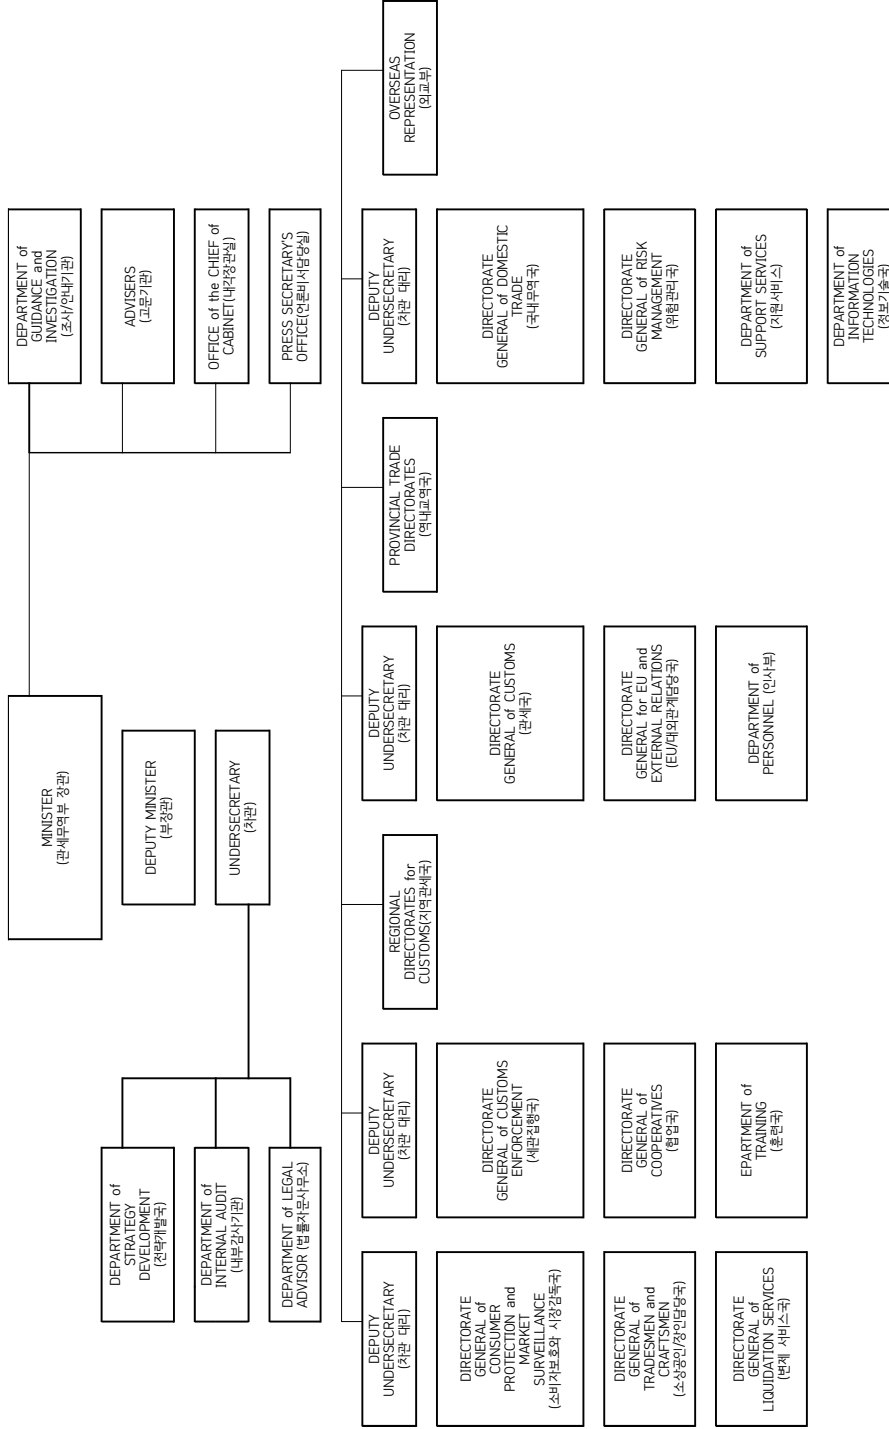 MINISTER
(관세무역부 장관)
DEPARTMENT of
GUIDANCE and
INVESTIGATION
(조사/안내기관)
DEPARTMENT of
STRATEGY
DEVELOPMENT
(전략개발국)
DEPUTY MINISTER
(부장관)
ADVISERS
(고문기관)
DEPARTMENT of
INTERNAL AUDIT
(내부감사기관)
UNDERSECRETARY
(차관)
OFFICE of the CHIEF of
CABINET(내각장관실)
DEPARTMENT of LEGAL
ADVISOR (법률자문사무소)
PRESS SECRETARY'S
OFFICE(언론비서담당실)
DEPUTY
UNDERSECRETARY
(차관 대리)
DEPUTY
UNDERSECRETARY
(차관 대리)
REGIONAL
DIRECTORATES for
CUSTOMS(지역관세국)
DEPUTY
UNDERSECRETARY
(차관 대리)
PROVINCIAL TRADE
DIRECTORATES
(역내교역국)
DEPUTY
UNDERSECRETARY
(차관 대리)
OVERSEAS
REPRESENTATION
(외교부)
DIRECTORATE
GENERAL of
CONSUMER
PROTECTION and
MARKET
SURVEILLANCE
(소비자보호와 시장감독국)
DIRECTORATE
GENERAL of CUSTOMS
ENFORCEMENT
(세관집행국)
DIRECTORATE
GENERAL of CUSTOMS
(관세국)
DIRECTORATE
GENERAL of DOMESTIC
TRADE
(국내무역국)
DIRECTORATE
GENERAL of
TRADESMEN and
CRAFTSMEN
(소상공인/장인담당국)
DIRECTORATE
GENERAL of
COOPERATIVES
(협업국)
DIRECTORATE
GENERAL for EU and
EXTERNAL RELATIONS
(EU/대외관계담당국)
DIRECTORATE
GENERAL of RISK
MANAGEMENT
(위험관리국)
DIRECTORATE
GENERAL of
LIQUIDATION SERVICES
(변제 서비스국)
EPARTMENT of
TRAINING
(훈련국)
DEPARTMENT of
PERSONNEL (인사부)
DEPARTMENT of
SUPPORT SERVICES
(지원서비스)
DEPARTMENT of
INFORMATION
TECHNOLOGIES
(정보기술국)